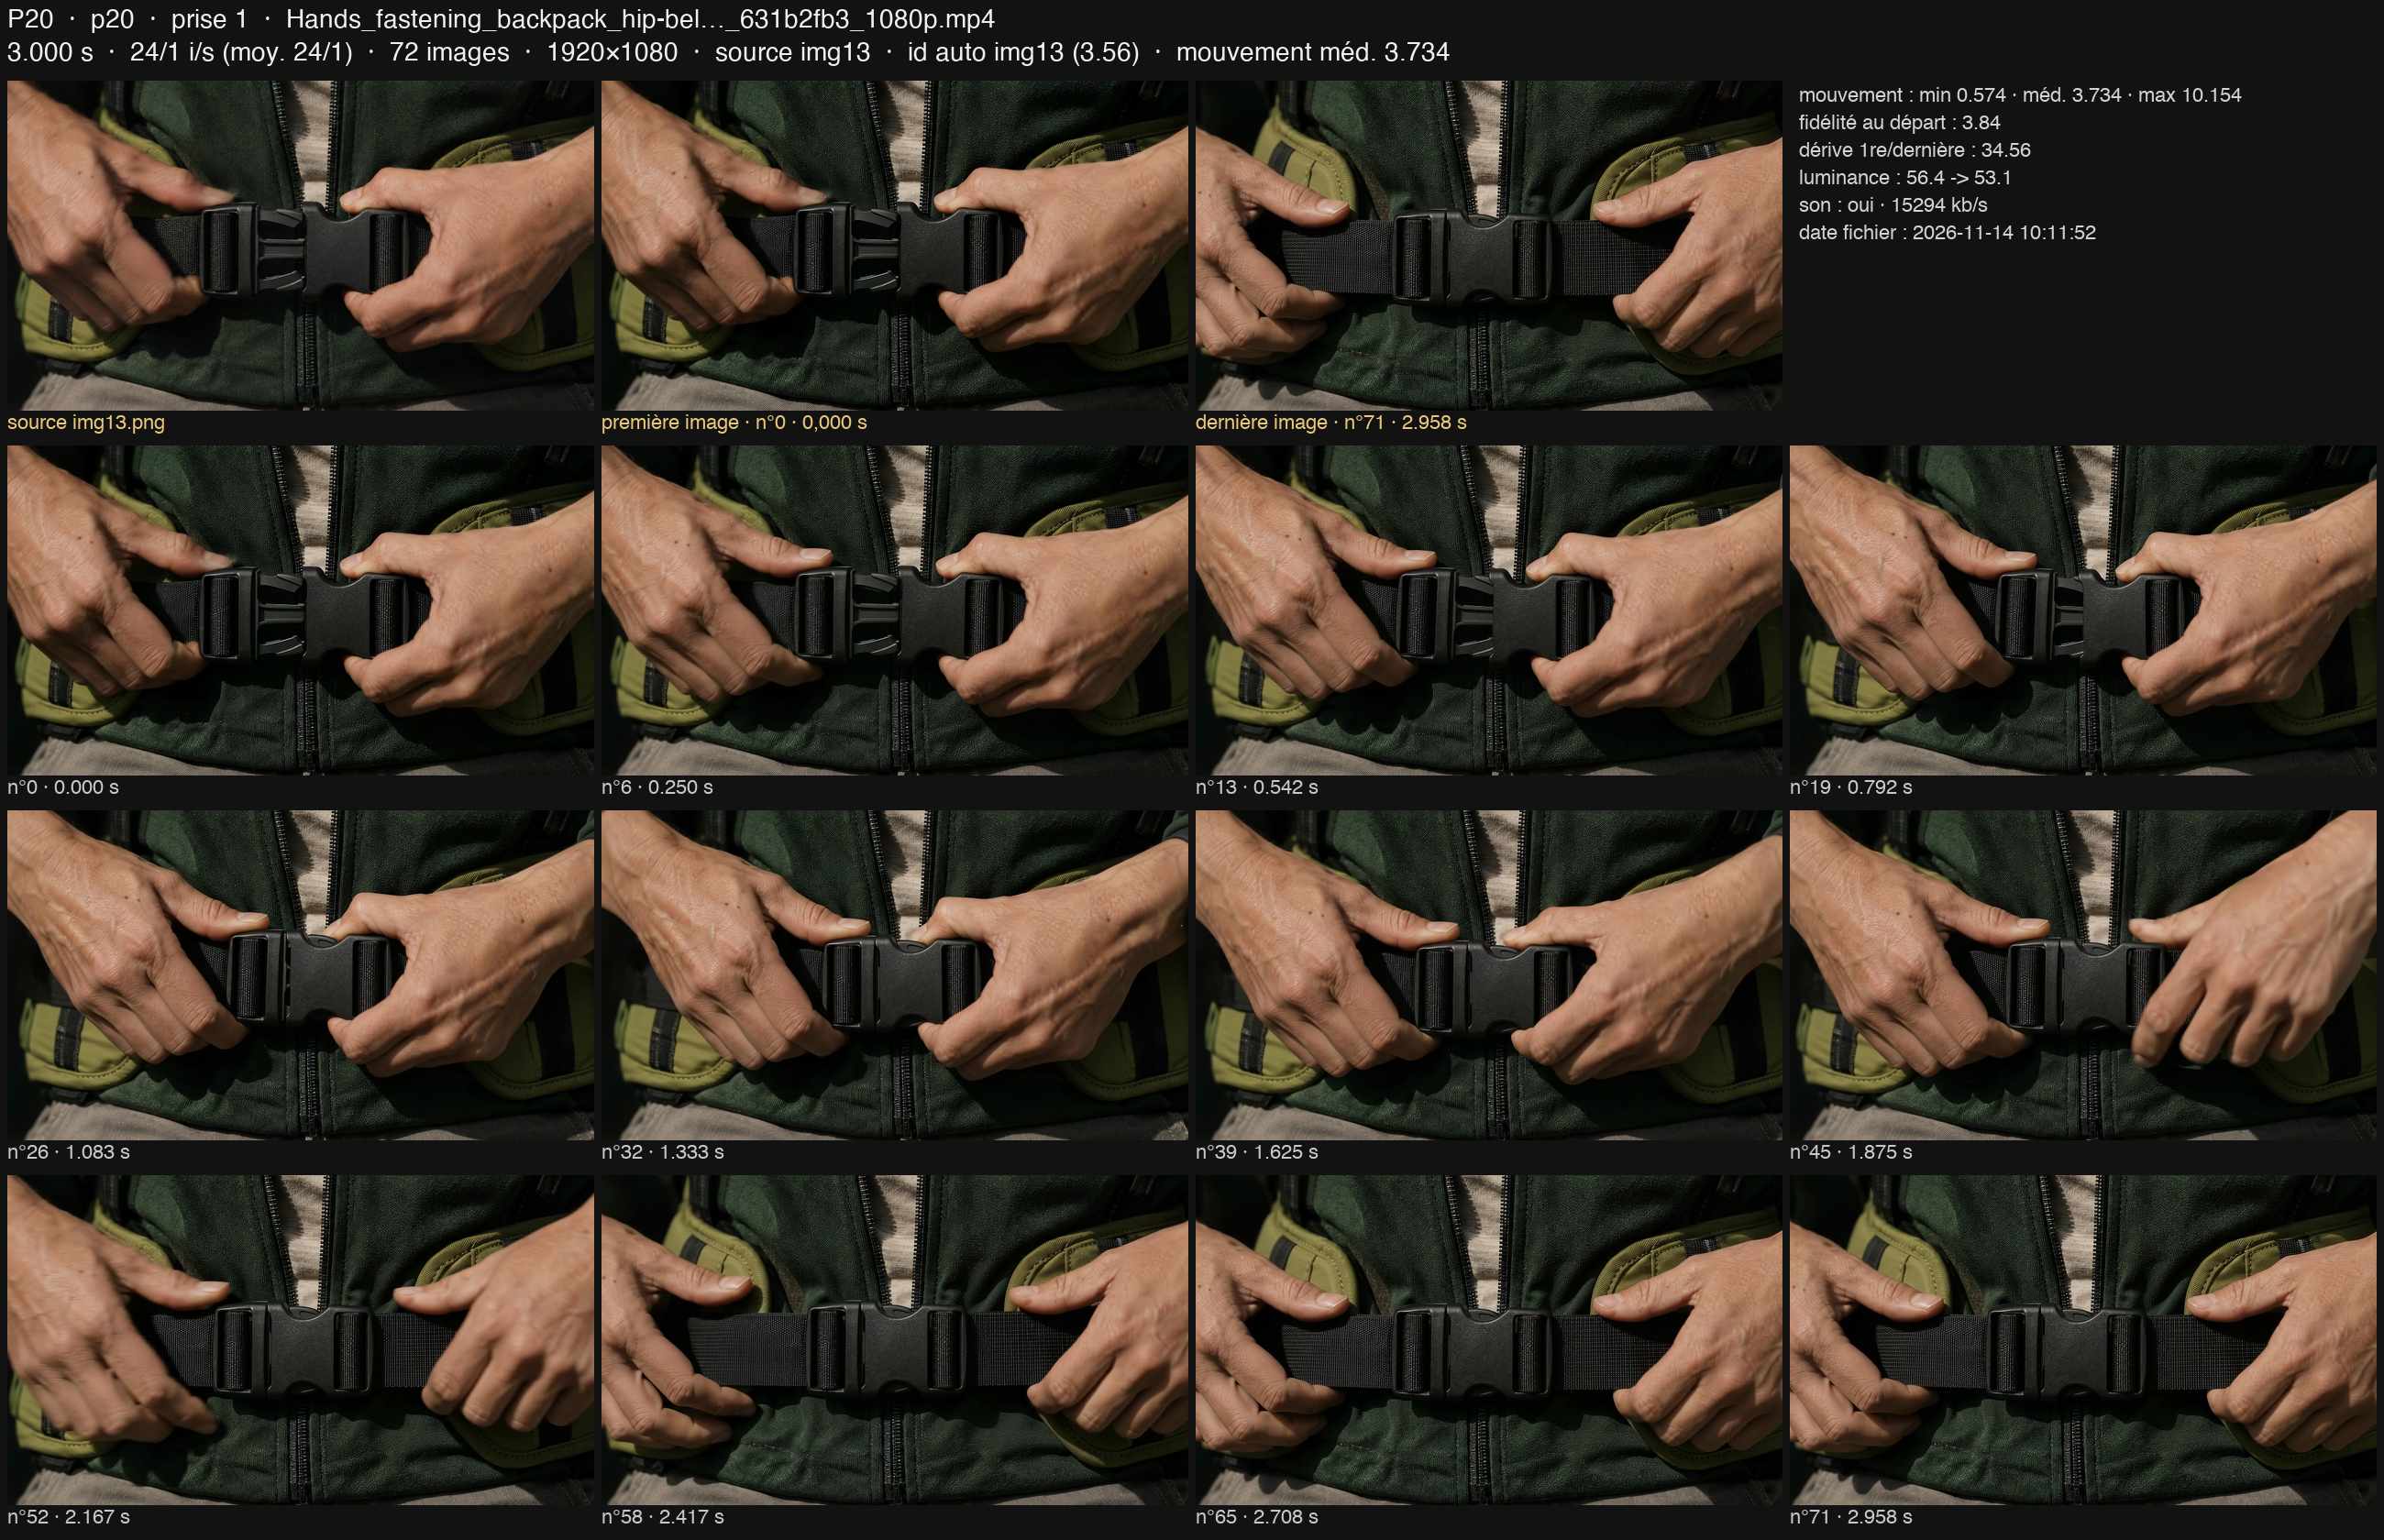 P20 · p20 · prise 1 · Hands_fastening_backpack_hip-bel…_631b2fb3_1080p.mp4
3.000 s · 24/1 i/s (moy. 24/1) · 72 images · 1920×1080 · source img13 · id auto img13 (3.56) · mouvement méd. 3.734
mouvement : min 0.574 · méd. 3.734 · max 10.154
fidélité au départ : 3.84
dérive 1re/dernière : 34.56
luminance : 56.4 -> 53.1
son : oui · 15294 kb/s
date fichier : 2026-11-14 10:11:52
source img13.png
première image · n°0 · 0,000 s
dernière image · n°71 · 2.958 s
n°0 · 0.000 s
n°6 · 0.250 s
n°13 · 0.542 s
n°19 · 0.792 s
n°26 · 1.083 s
n°32 · 1.333 s
n°39 · 1.625 s
n°45 · 1.875 s
n°52 · 2.167 s
n°58 · 2.417 s
n°65 · 2.708 s
n°71 · 2.958 s